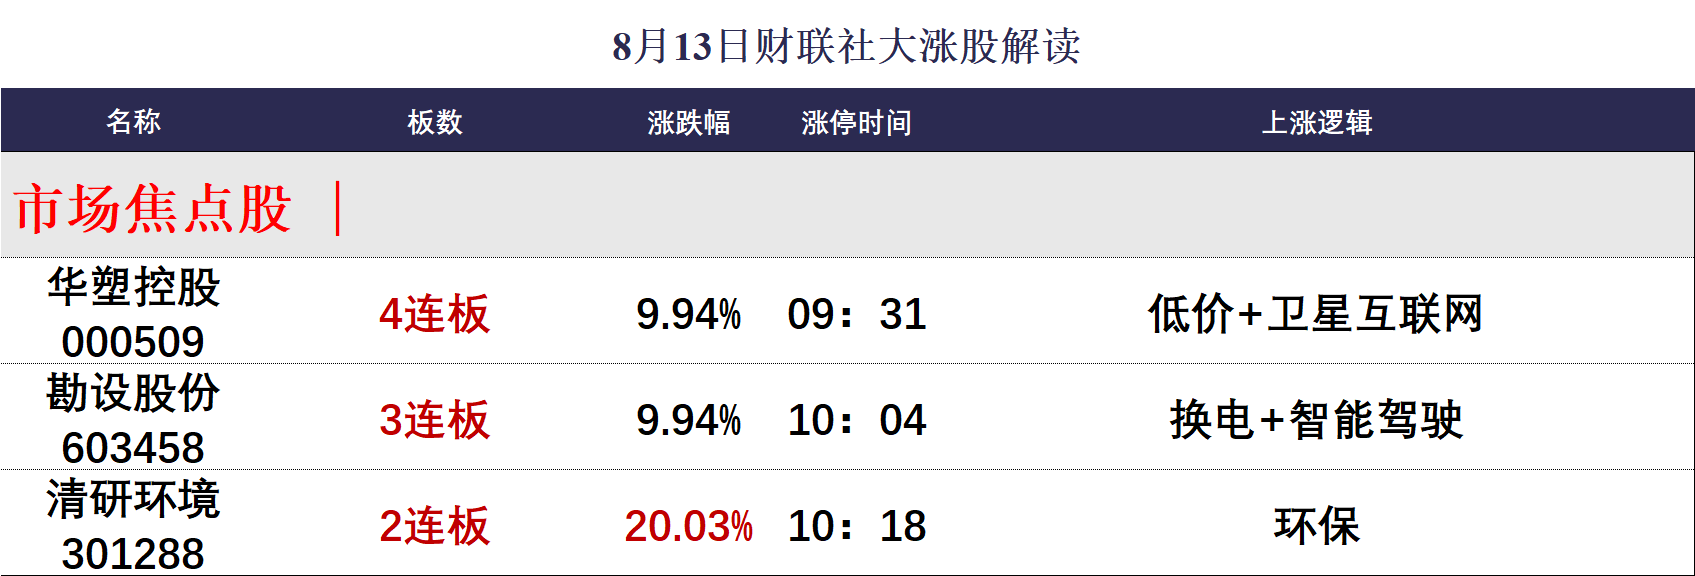 8月13日财联社大涨股解读
名称 板数 涨跌幅 涨停时间 上涨逻辑
市场焦点股 |
华塑控股
000509 4连板 9.94% 09：31 低价+卫星互联网
勘设股份
603458 3连板 9.94% 10：04 换电+智能驾驶
清研环境
301288 2连板 20.03% 10：18 环保